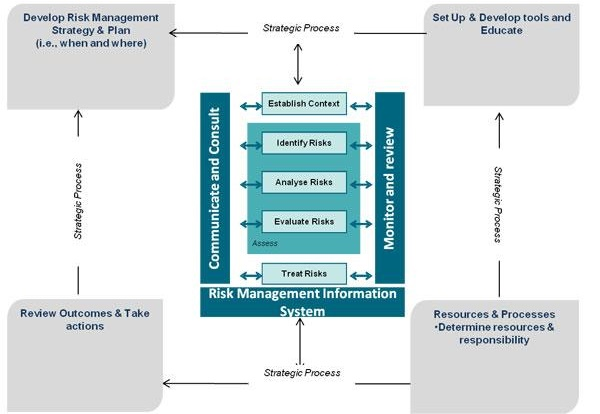 Develop Risk Management
Strategy & Plan
(i.e., when and where)
Strategic Process
Set Up & Develop tools and
Educate
Communicate and Consult
Establish Context
Identify Risks
Analyse Risks
Evaluate Risks
Assess
Treat Risks
Monitor and review
Risk Management Information
System
Strategic Process
Strategic Process
Review Outcomes & Take
actions
Resources & Processes
•Determine resources &
responsibility
Strategic Process